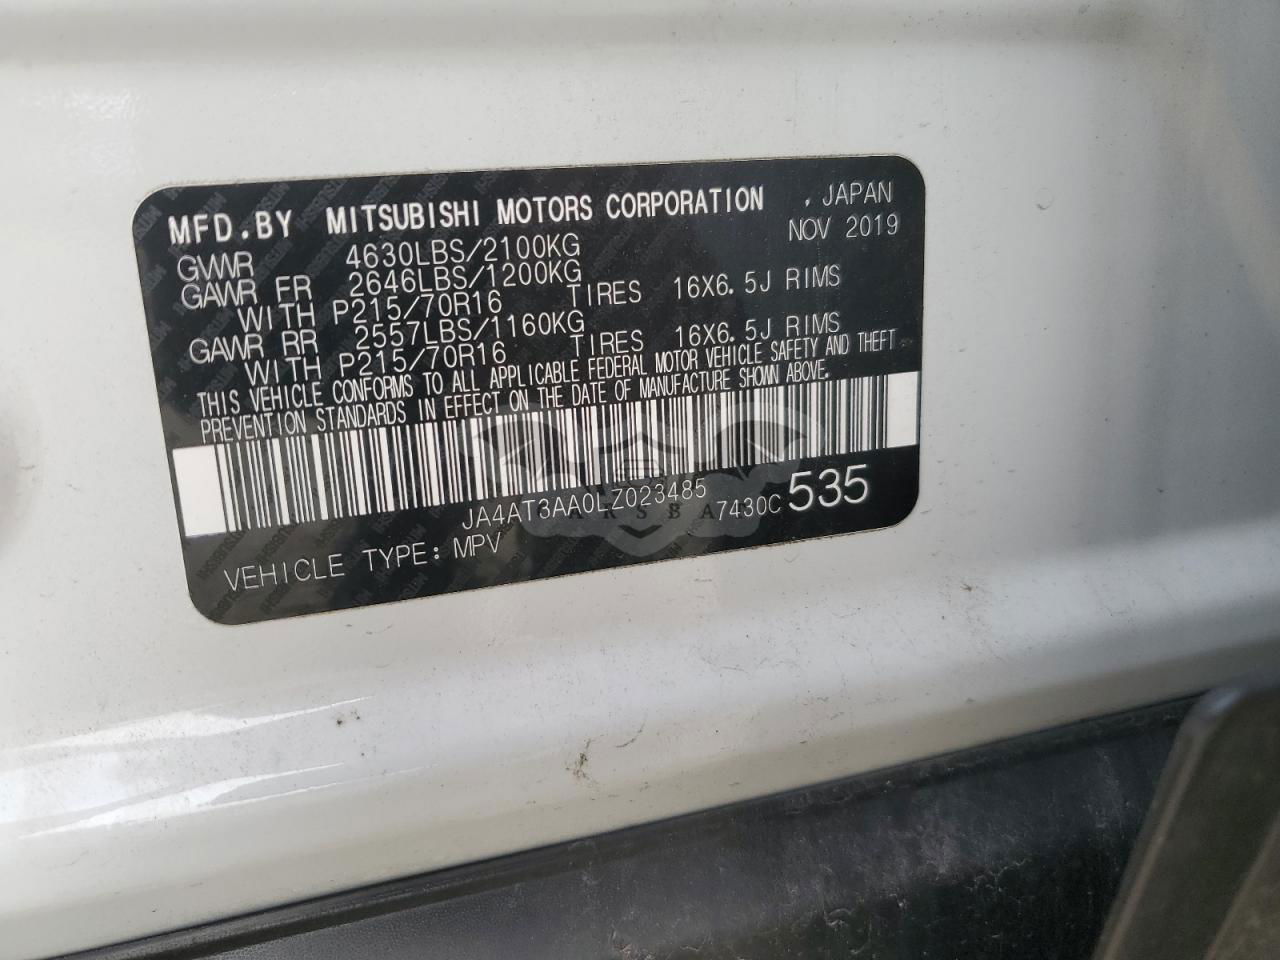 MFD.BY MITSUBISHI MOTORS CORPORATION , JAPAN
NOV 2019
GVWR 4630LBS/2100KG
GAWR FR 2646LBS/1200KG
WITH P215/70R16 TIRES 16X6.5J RIMS
GAWR RR 2557LBS/1160KG
WITH P215/70R16 TIRES 16X6.5J RIMS
THIS VEHICLE CONFORMS TO ALL APPLICABLE FEDERAL MOTOR VEHICLE SAFETY AND THEFT
PREVENTION STANDARDS IN EFFECT ON THE DATE OF MANUFACTURE SHOWN ABOVE.
JA4AT3AA0LZ023485 7430C 535
VEHICLE TYPE: MPV